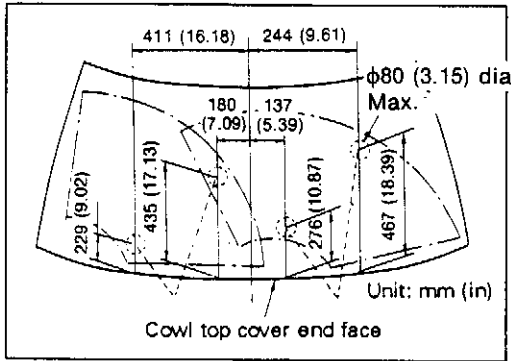 411 (16.18) 244 (9.61)
ϕ80 (3.15) dia
Max.
180 137
(7.09) (5.39)
229 (9.02)
435 (17.13)
276 (10.87)
467 (18.39)
Unit: mm (in)
Cowl top cover end face